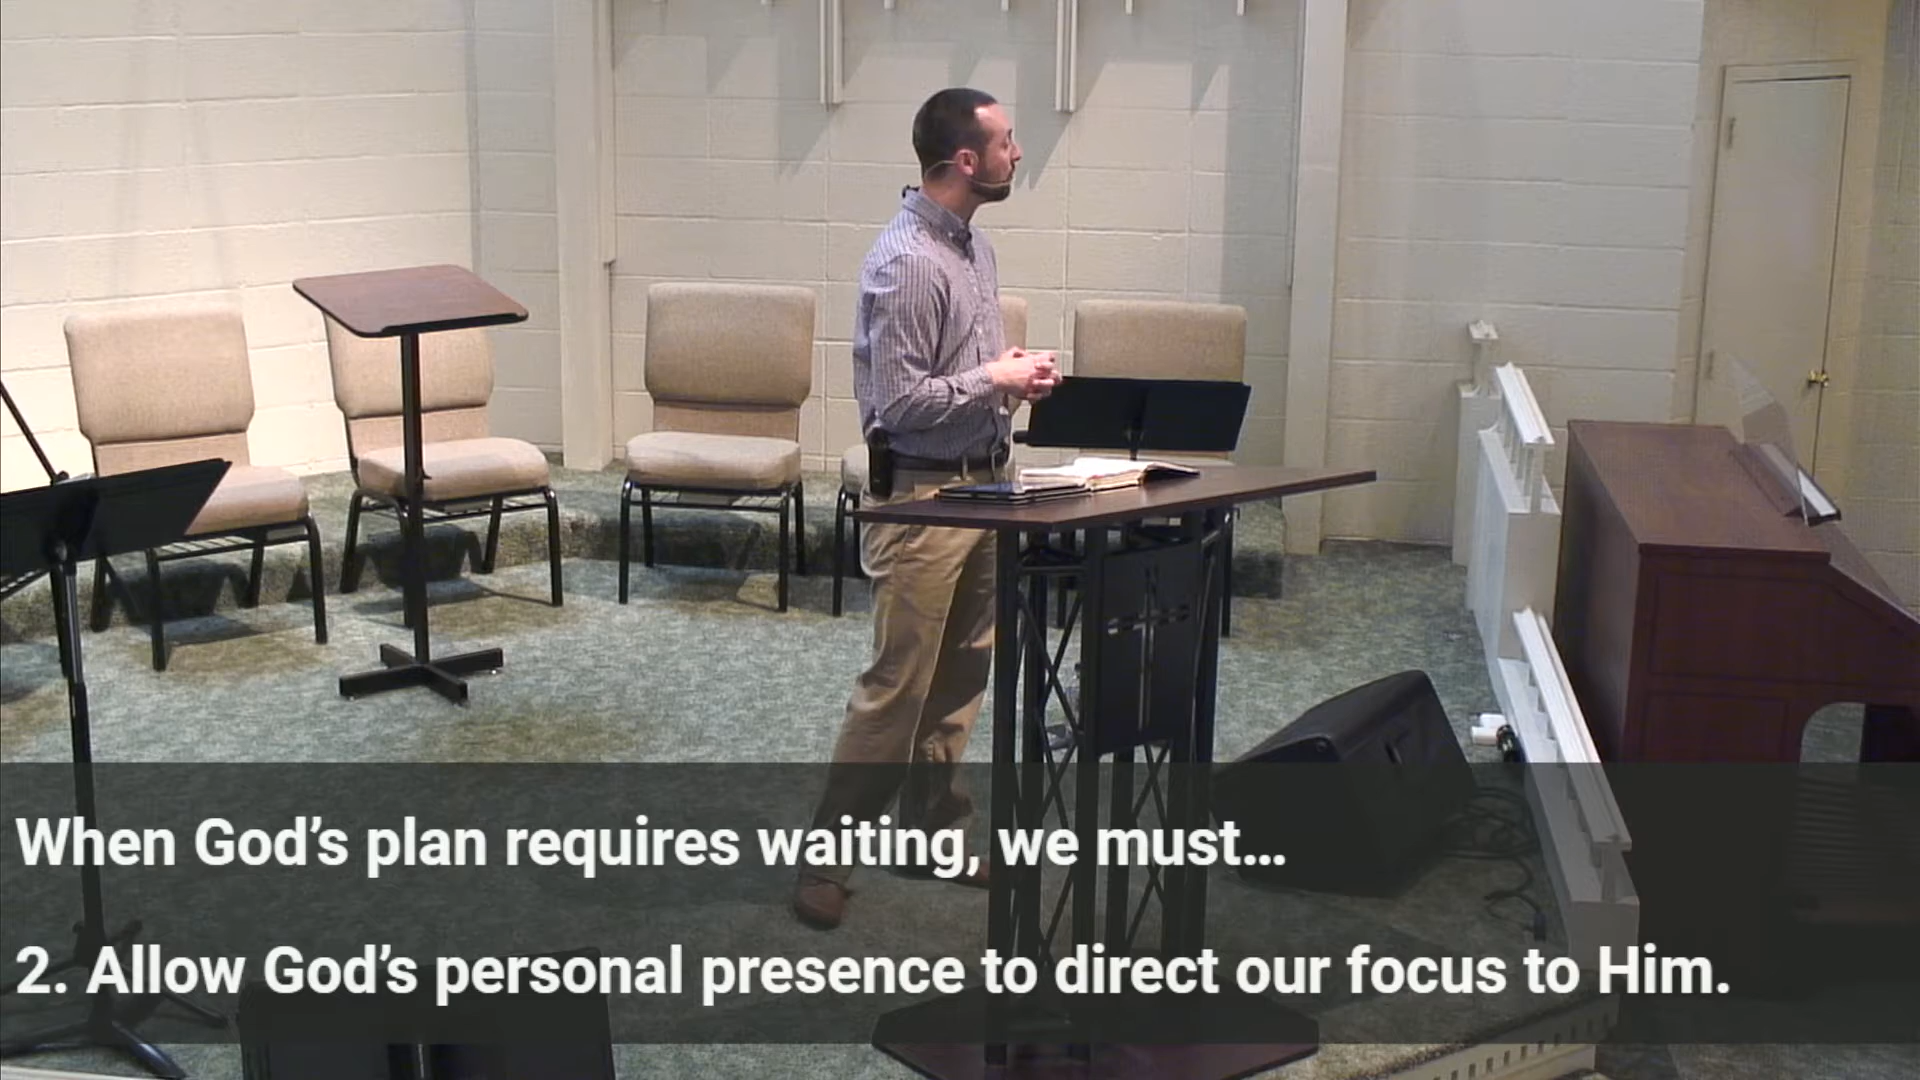 When God’s plan requires waiting, we must…
2. Allow God’s personal presence to direct our focus to Him.